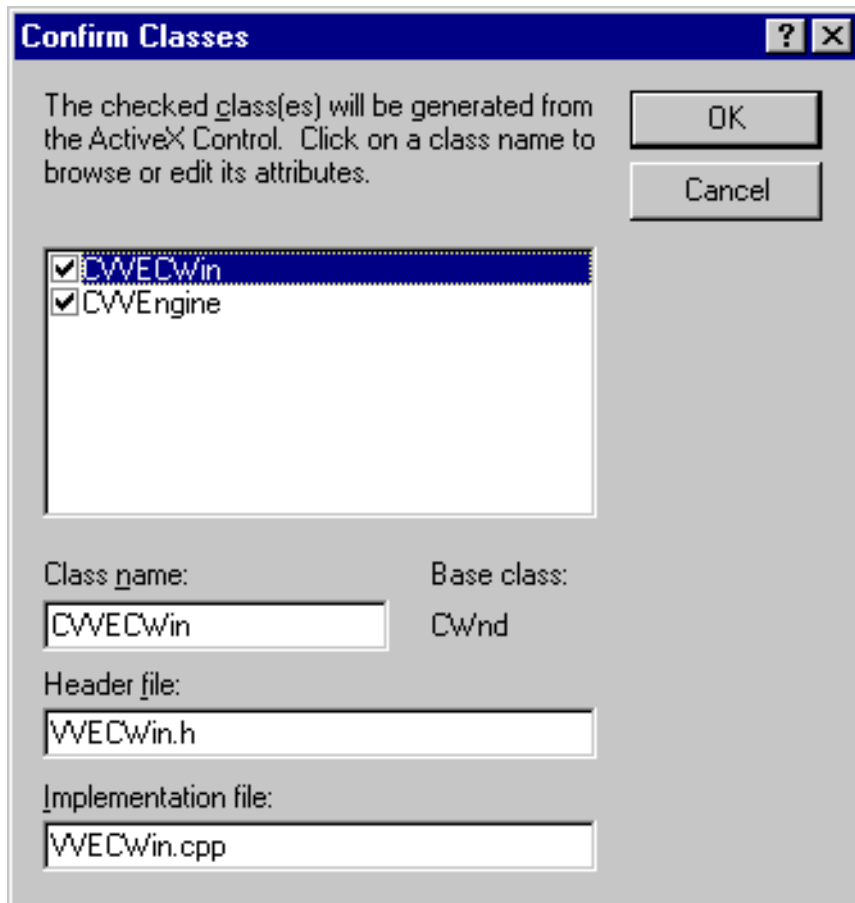 Confirm Classes
The checked class(es) will be generated from
the ActiveX Control. Click on a class name to
browse or edit its attributes.
OK
Cancel
CVVECWin
CVVEngine
Class name:
Base class:
CVVECWin
CWnd
Header file:
VVECWin.h
Implementation file:
VVECWin.cpp